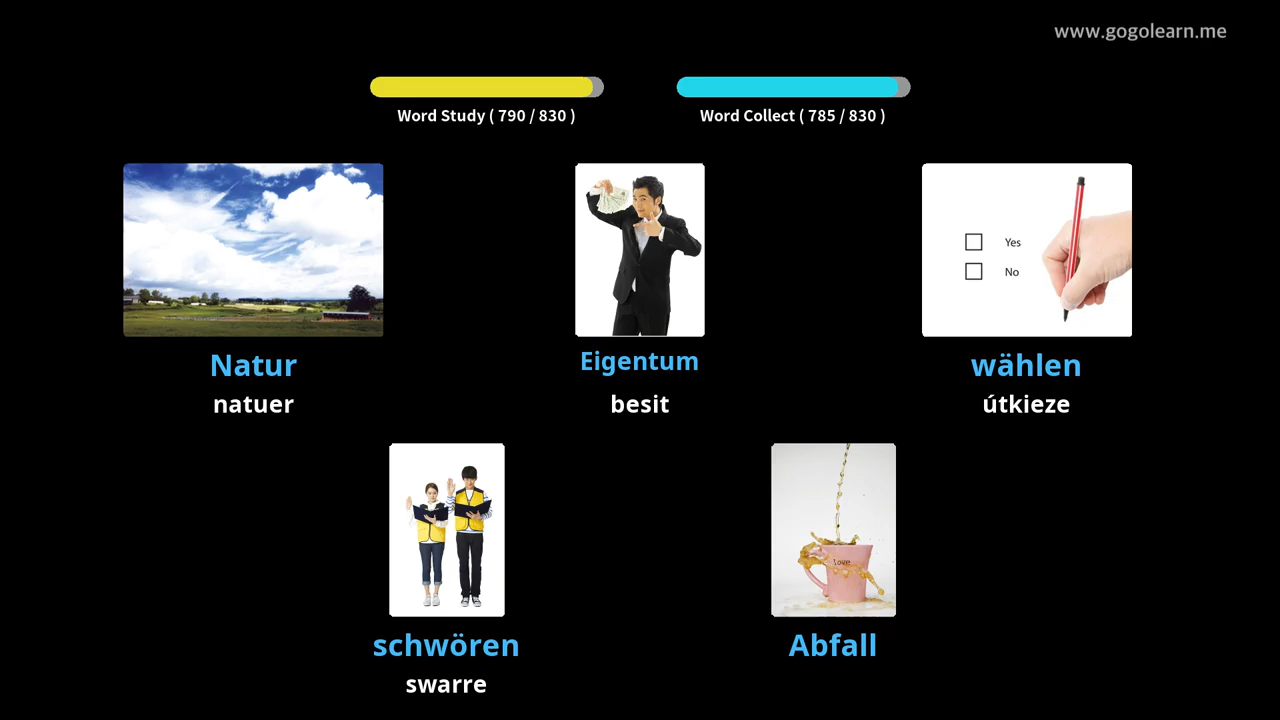 www.gogolearn.me
Word Study ( 790 / 830 )
Word Collect ( 785 / 830 )
Yes
No
Natur
Eigentum
wählen
natuer
besit
útkieze
love
schwören
Abfall
swarre